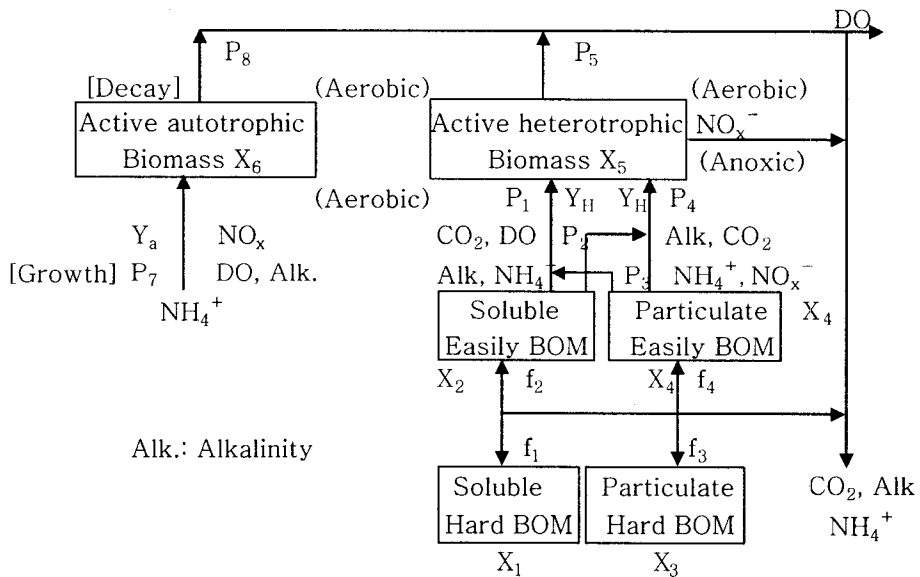 DO
P₈ P₅
[Decay] (Aerobic) (Aerobic)
Active autotrophic
Biomass X₆
Active heterotrophic
Biomass X₅
NOₓ⁻
(Anoxic)
(Aerobic)
P₁ Y_H Y_H P₄
Yₐ NOₓ
CO₂, DO P₂ Alk, CO₂
[Growth] P₇ DO, Alk.
Alk, NH₄⁻ P₃ NH₄⁺, NOₓ⁻
NH₄⁺
Soluble
Easily BOM
Particulate
Easily BOM
X₄
X₂ f₂ X₄ f₄
Alk.: Alkalinity
f₁ f₃
Soluble
Hard BOM
Particulate
Hard BOM
CO₂, Alk
NH₄⁺
X₁ X₃